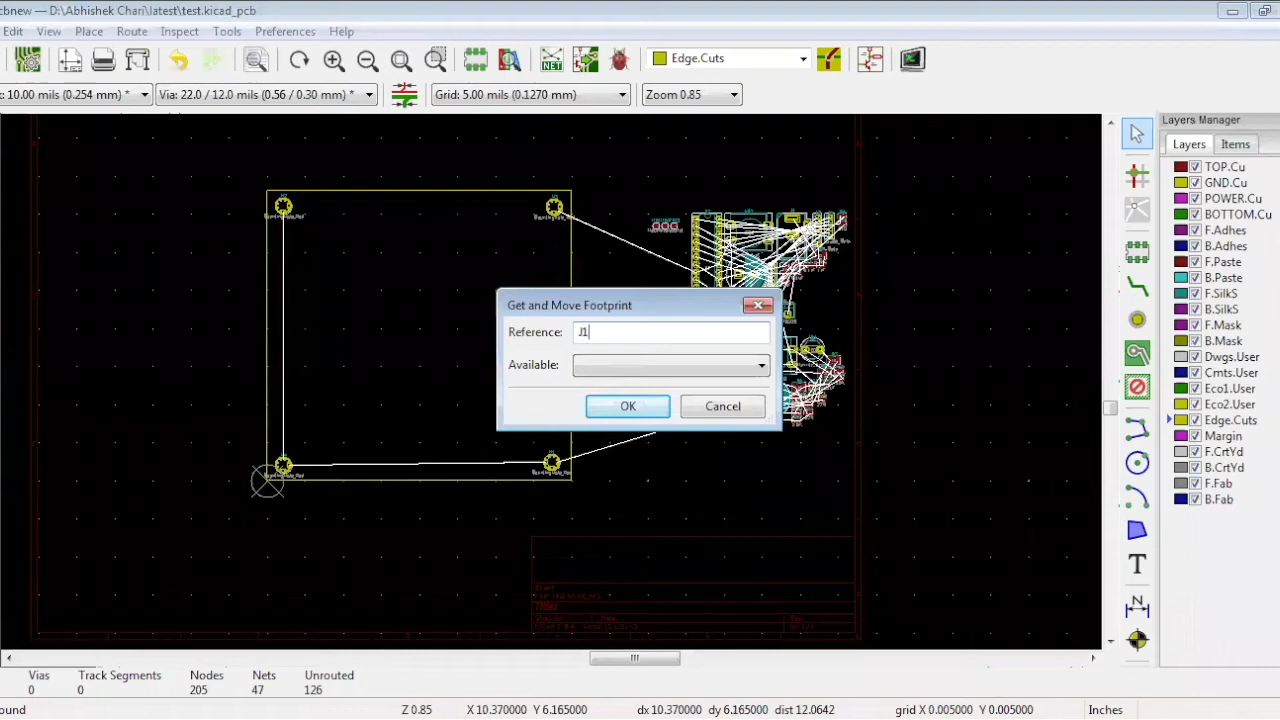 cbnew — D:\Abhishek Chari\latest\test.kicad_pcb
Edit View Place Route Inspect Tools Preferences Help
NET
Edge.Cuts
k: 10.00 mils (0.254 mm) *
Via: 22.0 / 12.0 mils (0.56 / 0.30 mm) *
Grid: 5.00 mils (0.1270 mm)
Zoom 0.85
Layers Manager
Layers Items
TOP.Cu
GND.Cu
POWER.Cu
BOTTOM.Cu
F.Adhes
B.Adhes
F.Paste
B.Paste
F.SilkS
B.SilkS
F.Mask
B.Mask
Dwgs.User
Cmts.User
Eco1.User
Eco2.User
Edge.Cuts
Margin
F.CrtYd
B.CrtYd
F.Fab
B.Fab
Get and Move Footprint
Reference: J1
Available:
OK Cancel
T
N
Vias Track Segments Nodes Nets Unrouted
0 0 205 47 126
ound
Z 0.85
X 10.370000 Y 6.165000
dx 10.370000 dy 6.165000 dist 12.0642
grid X 0.005000 Y 0.005000
Inches